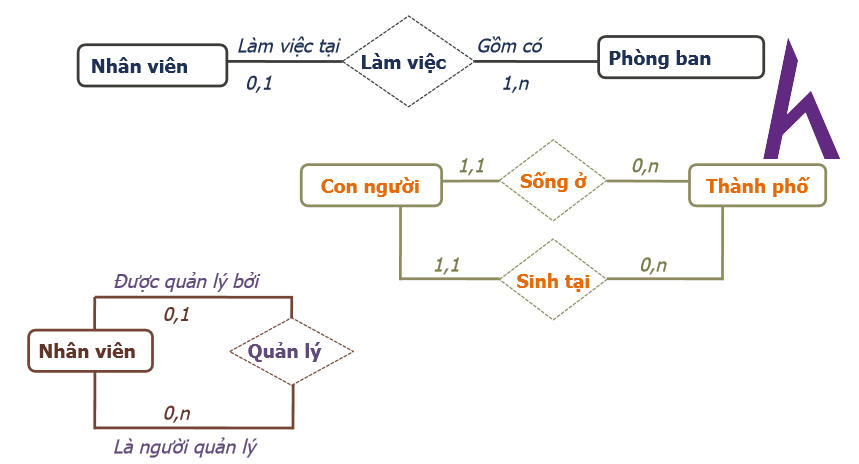 Làm việc tại
Gồm có
Nhân viên
Làm việc
Phòng ban
0,1
1,n
1,1
0,n
Con người
Sống ở
Thành phố
1,1
0,n
Sinh tại
Được quản lý bởi
0,1
Nhân viên
Quản lý
0,n
Là người quản lý